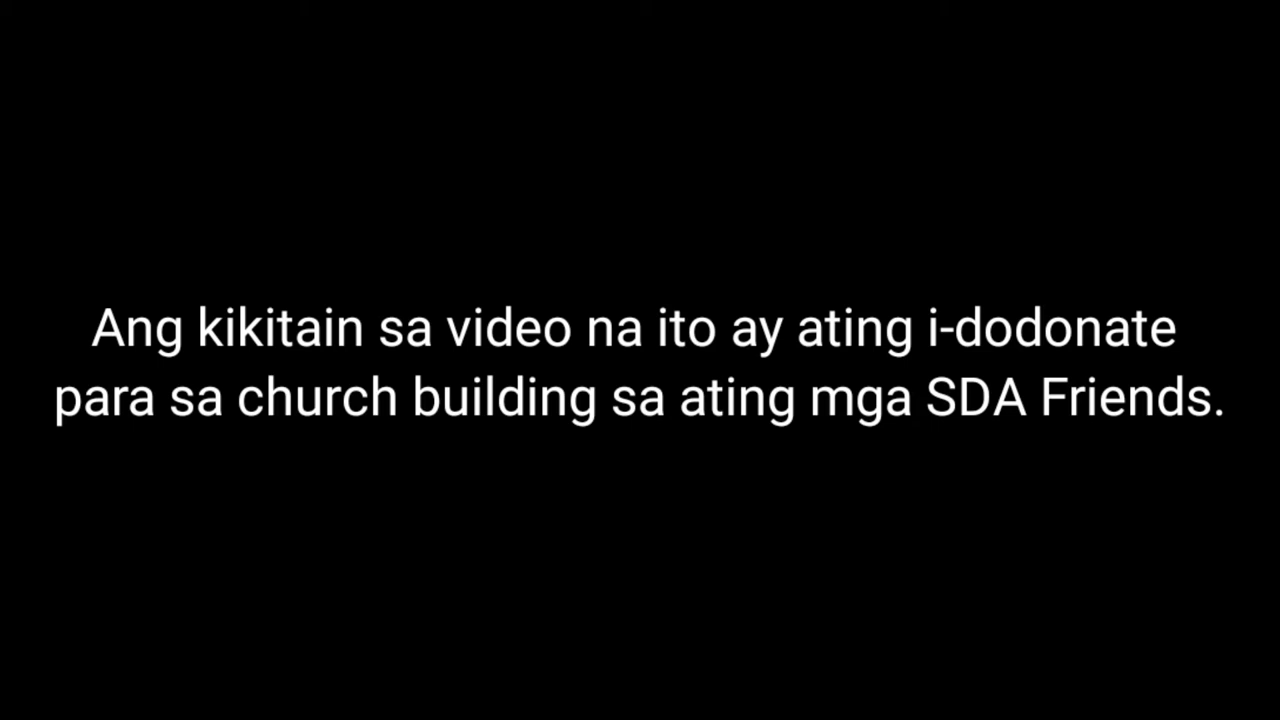 Ang kikitain sa video na ito ay ating i-dodonate
para sa church building sa ating mga SDA Friends.